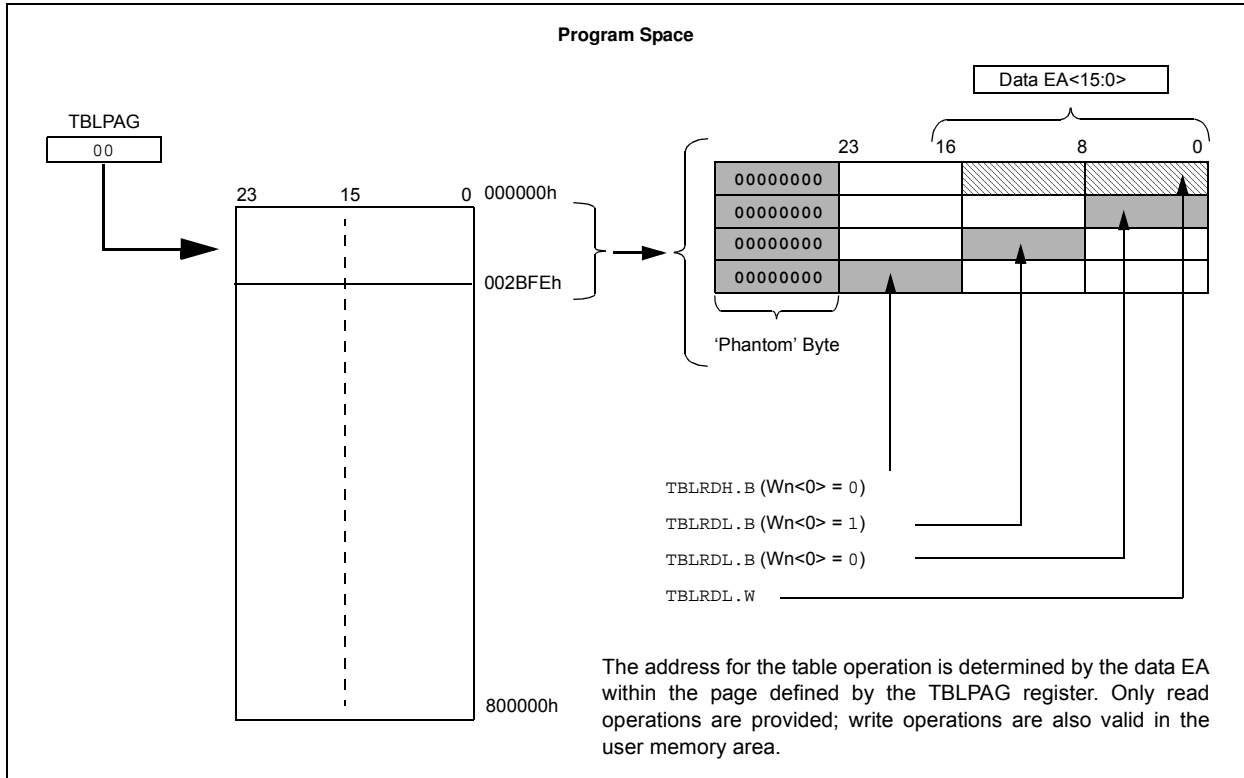 Program Space
Data EA<15:0>
TBLPAG
00
23 16 8 0
00000000
00000000
00000000
00000000
23 15 0 000000h
002BFEh
‘Phantom’ Byte
TBLRDH.B (Wn<0> = 0)
TBLRDL.B (Wn<0> = 1)
TBLRDL.B (Wn<0> = 0)
TBLRDL.W
The address for the table operation is determined by the data EA
within the page defined by the TBLPAG register. Only read
operations are provided; write operations are also valid in the
user memory area.
800000h